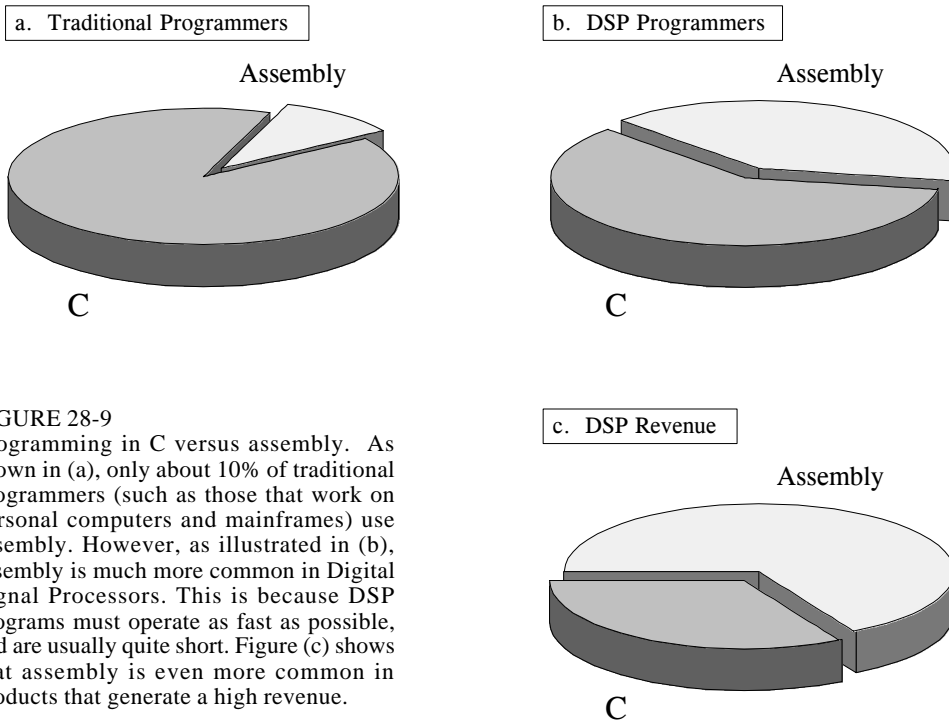 a. Traditional Programmers
Assembly
C
b. DSP Programmers
Assembly
C
GURE 28-9
ogramming in C versus assembly. As
own in (a), only about 10% of traditional
ogrammers (such as those that work on
rsonal computers and mainframes) use
sembly. However, as illustrated in (b),
sembly is much more common in Digital
gnal Processors. This is because DSP
ograms must operate as fast as possible,
d are usually quite short. Figure (c) shows
at assembly is even more common in
oducts that generate a high revenue.
c. DSP Revenue
Assembly
C